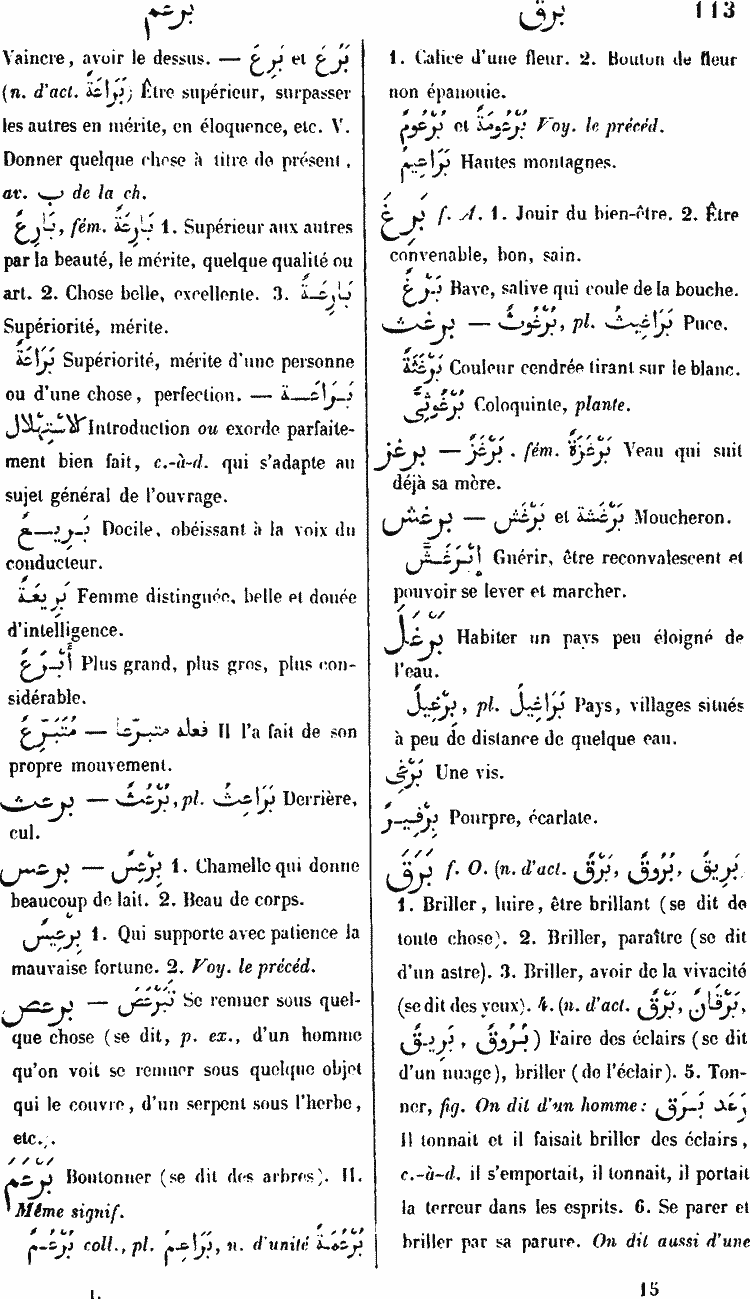 برعم
برق 113
Vaincre, avoir le dessus. — بَرِعَ et بَرُعَ
(n. d'act. بَرَاعَةٌ) Être supérieur, surpasser
les autres en mérite, en éloquence, etc. V.
Donner quelque chose à titre de présent,
av. ب de la ch.
بَارِعٌ, fém. بَارِعَةٌ 1. Supérieur aux autres
par la beauté, le mérite, quelque qualité ou
art. 2. Chose belle, excellente. 3. بَارِعَةٌ
Supériorité, mérite.
بَرَاعَةٌ Supériorité, mérite d'une personne
ou d'une chose, perfection. — بَرَاعَة
الاسْتِهْلَال Introduction ou exorde parfaite-
ment bien fait, c.-à-d. qui s'adapte au
sujet général de l'ouvrage.
بَرِيعٌ Docile, obéissant à la voix du
conducteur.
بَرِيعَةٌ Femme distinguée, belle et douée
d'intelligence.
أَبْرَعُ Plus grand, plus gros, plus con-
sidérable.
مُتَبَرِّعٌ — فعله متبرّعا Il l'a fait de son
propre mouvement.
برعث — بُرْعُثٌ, pl. بَرَاعِثُ Derrière,
cul.
برعس — بِرْعِسٌ 1. Chamelle qui donne
beaucoup de lait. 2. Beau de corps.
بِرْعِيسٌ 1. Qui supporte avec patience la
mauvaise fortune. 2. Voy. le précéd.
برعص — تَبَرْعَصَ Se remuer sous quel-
que chose (se dit, p. ex., d'un homme
qu'on voit se remuer sous quelque objet
qui le couvre, d'un serpent sous l'herbe,
etc.).
بَرْعَمَ Boutonner (se dit des arbres). II.
Même signif.
بُرْعُمٌ coll., pl. بَرَاعِمُ, n. d'unité بُرْعُمَةٌ
I.
1. Calice d'une fleur. 2. Bouton de fleur
non épanouie.
بُرْعُومٌ et بُرْعُومَةٌ Voy. le précéd.
بَرَاعِيمُ Hautes montagnes.
بَرِغَ f. A. 1. Jouir du bien-être. 2. Être
convenable, bon, sain.
بَرْغٌ Bave, salive qui coule de la bouche.
برغث — بُرْغُوثٌ, pl. بَرَاغِيثُ Puce.
بُرْغُثَةٌ Couleur cendrée tirant sur le blanc.
بُرْغُوثِيٌّ Coloquinte, plante.
برغز — بُرْغُزٌ. fém. بُرْغُزَةٌ Veau qui suit
déjà sa mère.
برغش — بَرْغَش et بَرْغَشَة Moucheron.
اِبْرَغَشَّ Guérir, être reconvalescent et
pouvoir se lever et marcher.
بَرْغَلَ Habiter un pays peu éloigné de
l'eau.
بِرْغِيلٌ, pl. بَرَاغِيلُ Pays, villages situés
à peu de distance de quelque eau.
بُرْغِي Une vis.
بِرْفِيرٌ Pourpre, écarlate.
بَرَقَ f. O. (n. d'act. بَرْقٌ, بُرُوقٌ, بَرِيقٌ
1. Briller, luire, être brillant (se dit de
toute chose). 2. Briller, paraître (se dit
d'un astre). 3. Briller, avoir de la vivacité
(se dit des yeux). 4. (n. d'act. بَرْقٌ, بَرَقَانٌ,
بَرِيقٌ, بُرُوقٌ) Faire des éclairs (se dit
d'un nuage), briller (de l'éclair). 5. Ton-
ner, fig. On dit d'un homme: رَعَد بَرَق
Il tonnait et il faisait briller des éclairs,
c.-à-d. il s'emportait, il tonnait, il portait
la terreur dans les esprits. 6. Se parer et
briller par sa parure. On dit aussi d'une
15